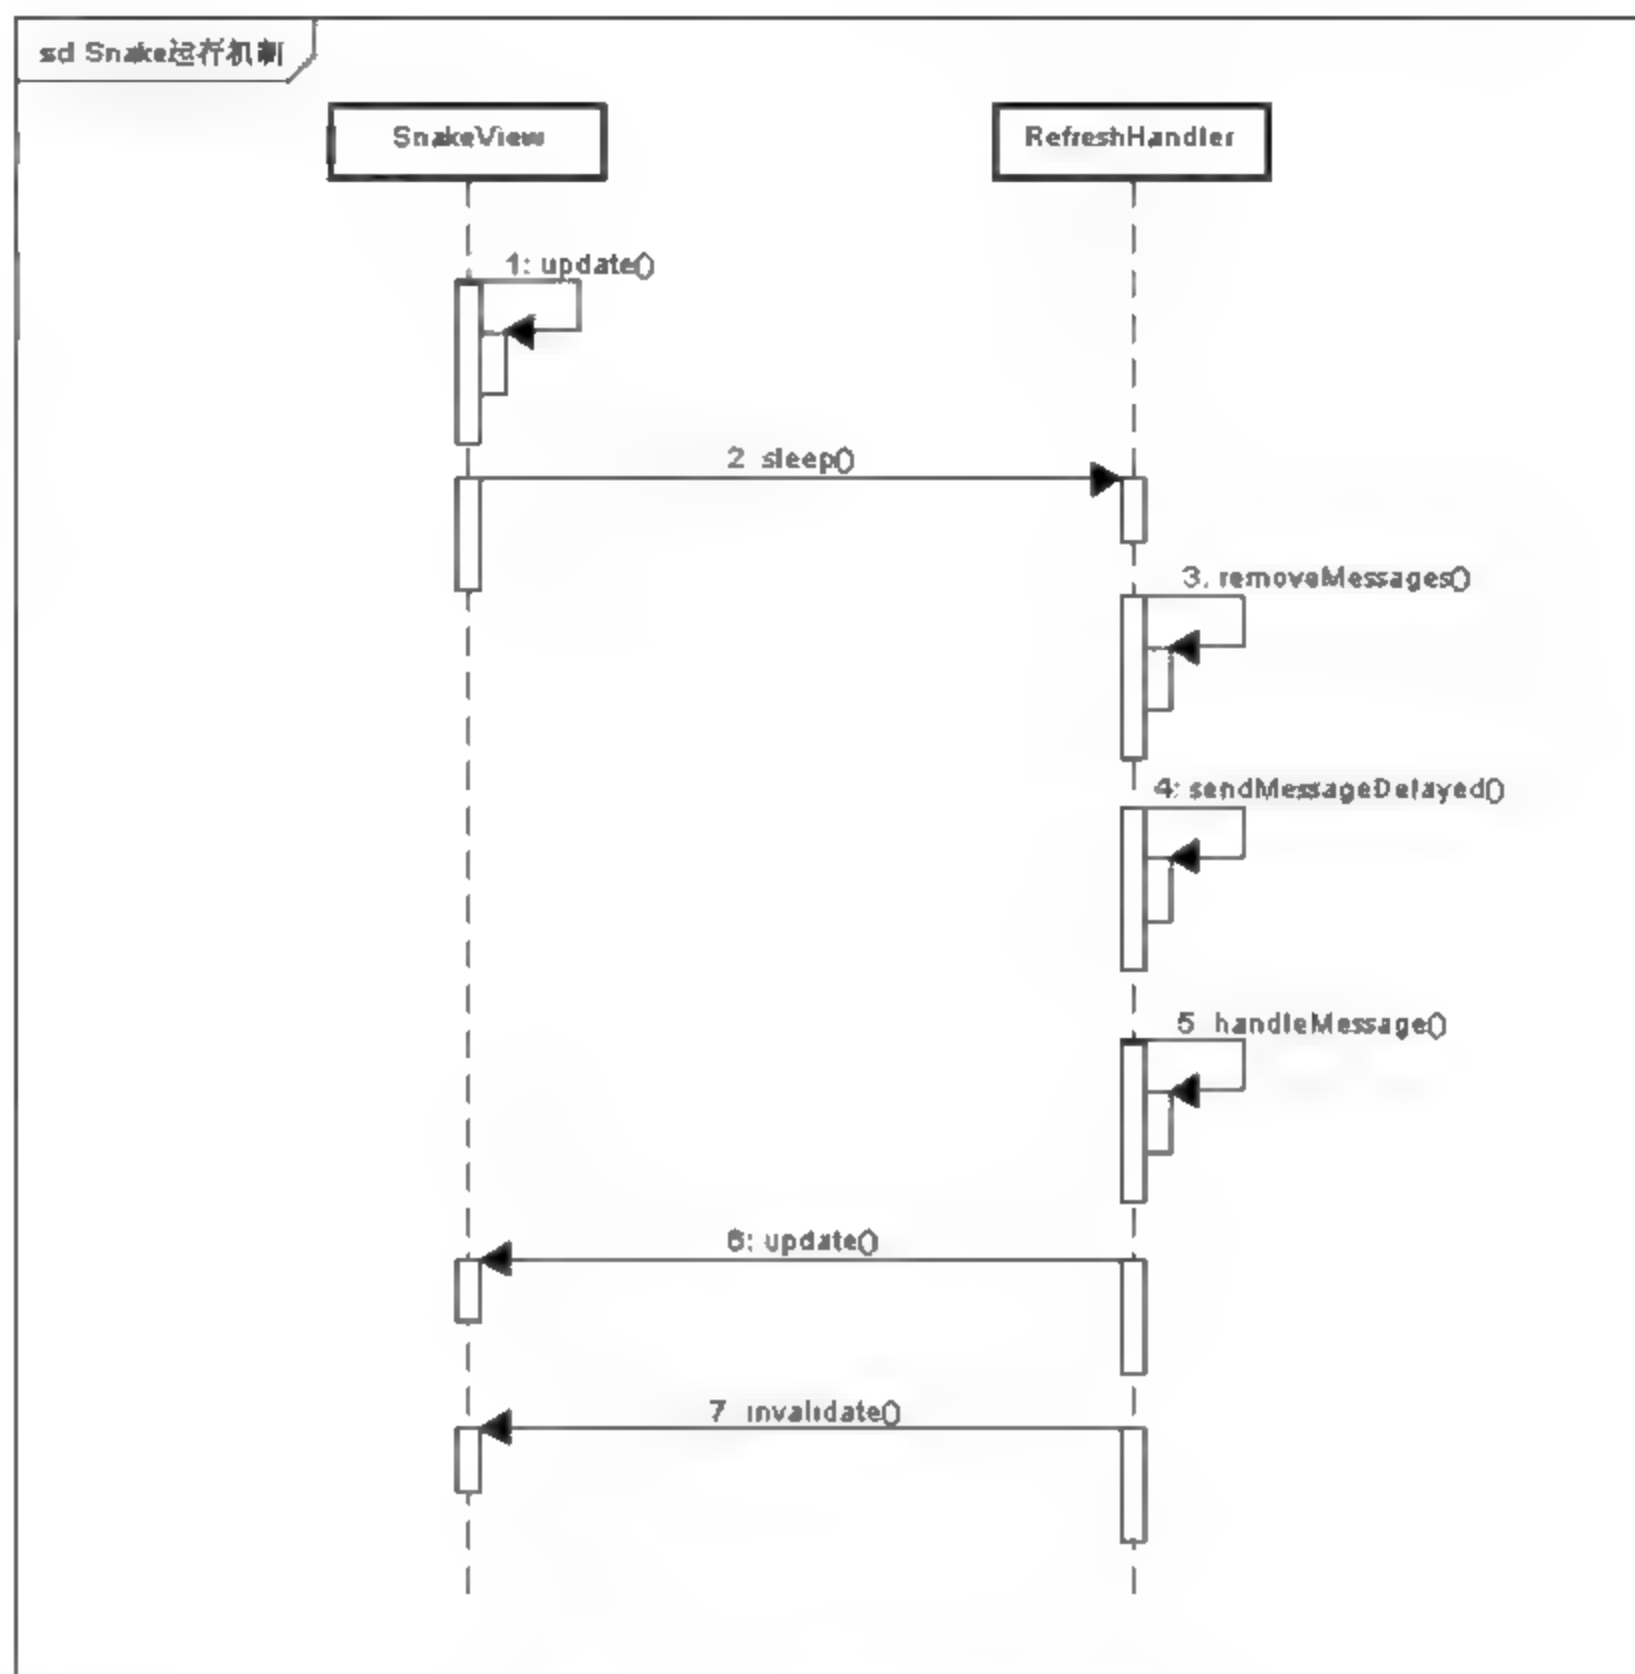 sd Snake运行机制
SnakeView
RefreshHandler
1: update()
2 sleep()
3. removeMessages()
4: sendMessageDelayed()
5 handleMessage()
6: update()
7 invalidate()